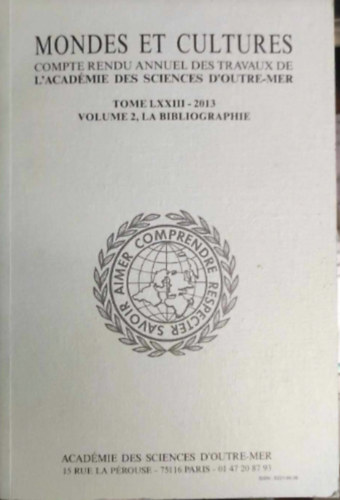 MONDES ET CULTURES
COMPTE RENDU ANNUEL DES TRAVAUX DE
L'ACADÉMIE DES SCIENCES D'OUTRE-MER
TOME LXXIII - 2013
VOLUME 2, LA BIBLIOGRAPHIE
SAVOIR AIMER COMPRENDRE RESPECTER
ACADÉMIE DES SCIENCES D'OUTRE-MER
15 RUE LA PÉROUSE - 75116 PARIS - 01 47 20 87 93